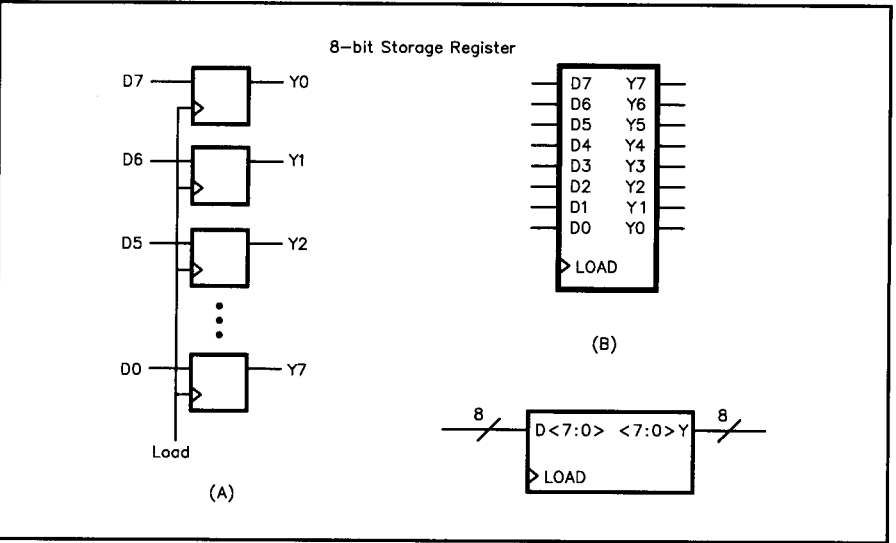 8-bit Storage Register
D7 Y0
D6 Y1
D5 Y2
D0 Y7
Load
(A)
D7 Y7
D6 Y6
D5 Y5
D4 Y4
D3 Y3
D2 Y2
D1 Y1
D0 Y0
LOAD
(B)
8 8
D<7:0> <7:0>Y
LOAD